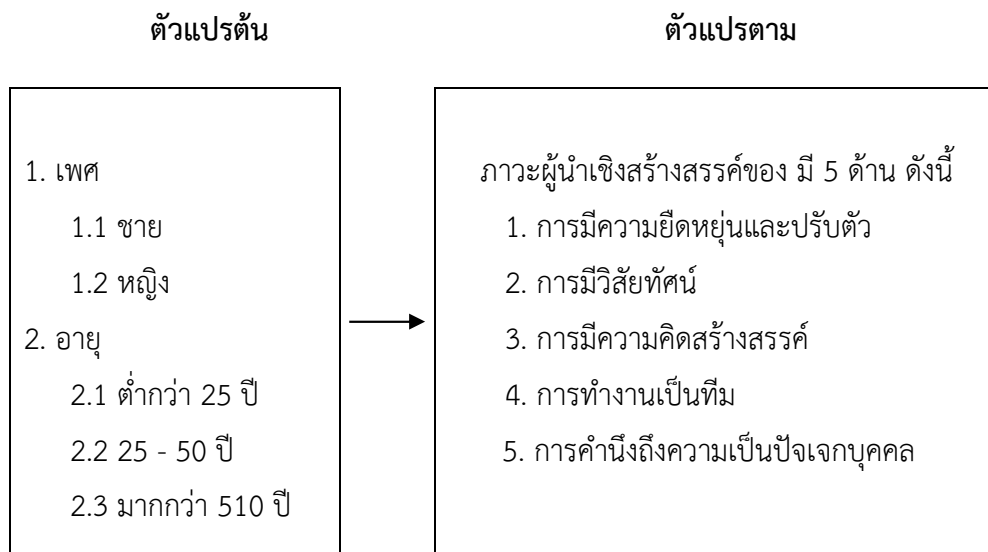 ตัวแปรต้น
ตัวแปรตาม
1. เพศ
1.1 ชาย
1.2 หญิง
2. อายุ
2.1 ต่ำกว่า 25 ปี
2.2 25 - 50 ปี
2.3 มากกว่า 510 ปี
ภาวะผู้นำเชิงสร้างสรรค์ของ มี 5 ด้าน ดังนี้
1. การมีความยืดหยุ่นและปรับตัว
2. การมีวิสัยทัศน์
3. การมีความคิดสร้างสรรค์
4. การทำงานเป็นทีม
5. การคำนึงถึงความเป็นปัจเจกบุคคล